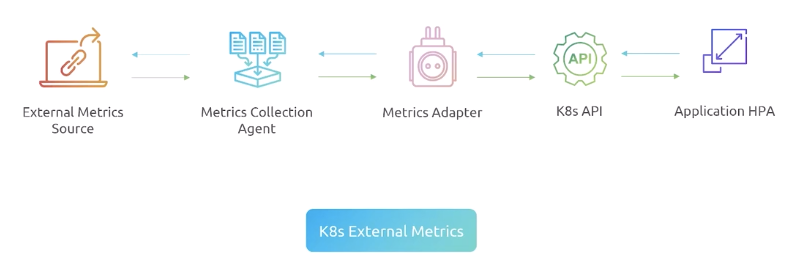 API
External Metrics
Source
Metrics Collection
Agent
Metrics Adapter
K8s API
Application HPA
K8s External Metrics